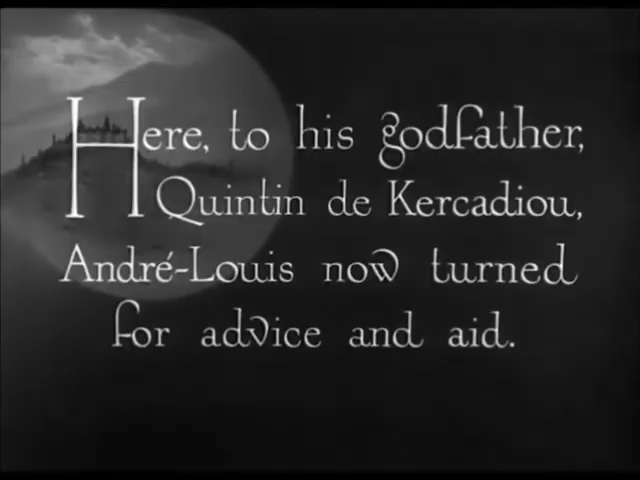 Here, to his godfather,
Quintin de Kercadiou,
André-Louis now turned
for advice and aid.